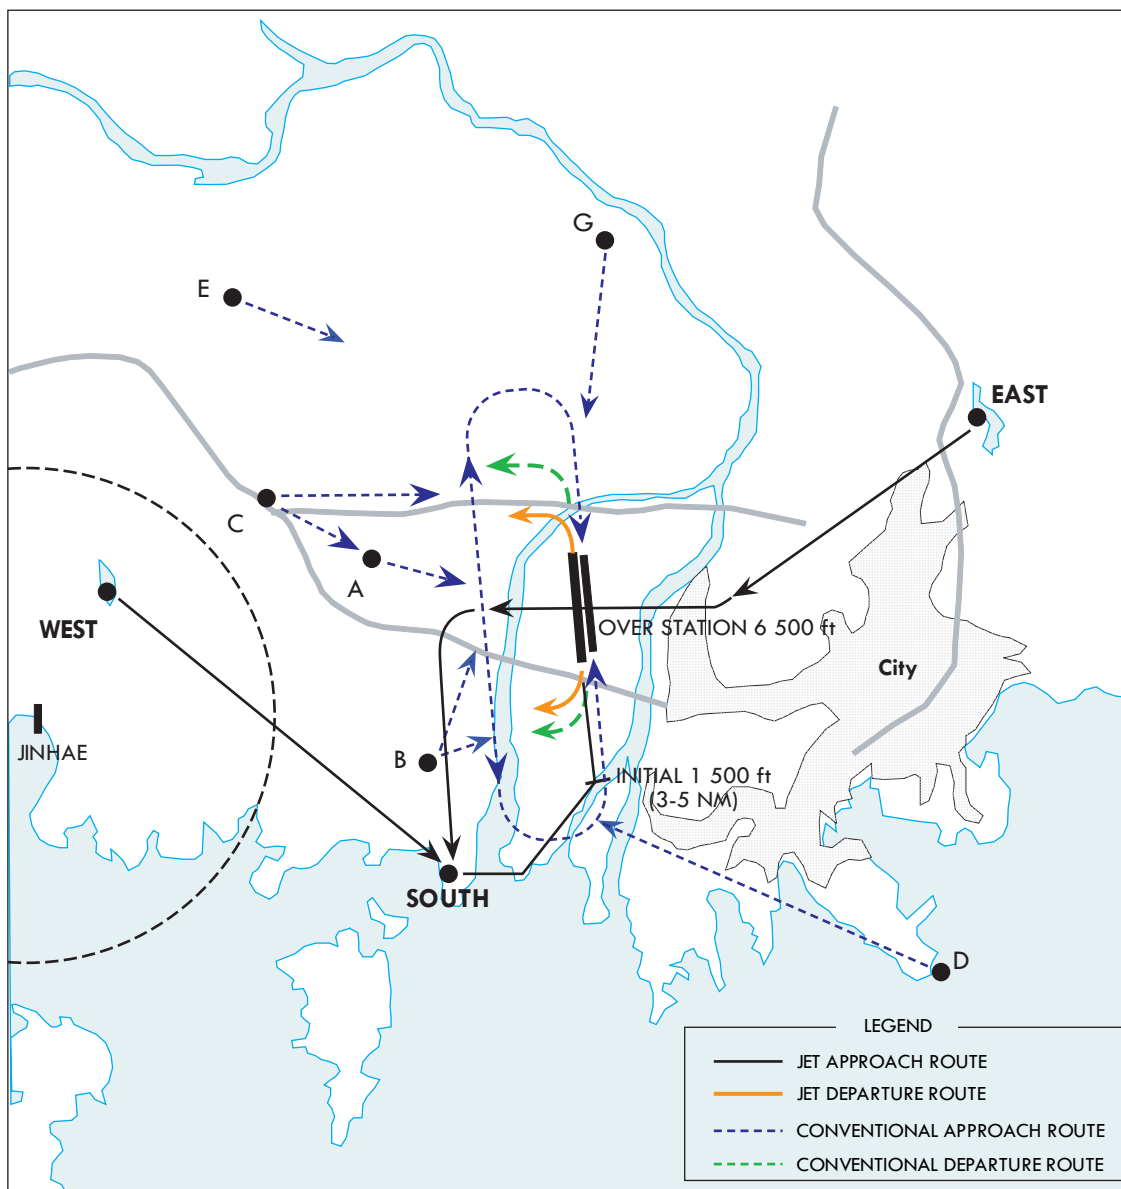 G
E
EAST
C
A
WEST
OVER STATION 6 500 ft
City
JINHAE
B
INITIAL 1 500 ft
(3-5 NM)
SOUTH
D
LEGEND
JET APPROACH ROUTE
JET DEPARTURE ROUTE
CONVENTIONAL APPROACH ROUTE
CONVENTIONAL DEPARTURE ROUTE